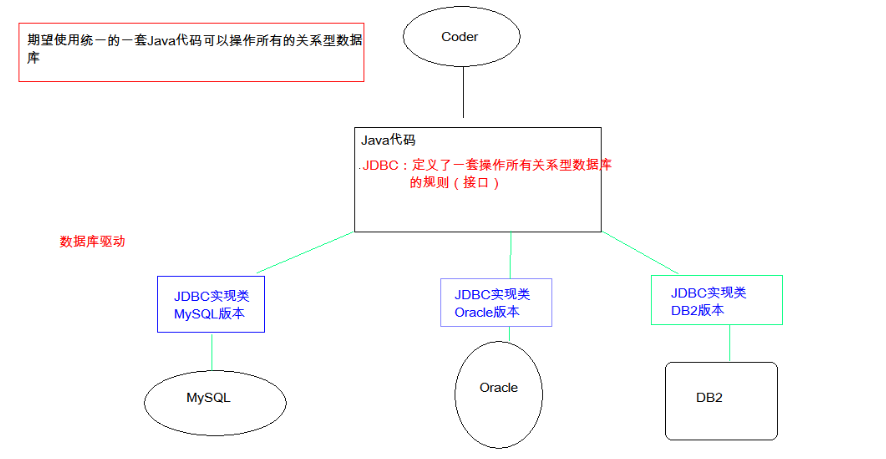 期望使用统一的一套Java代码可以操作所有的关系型数据
库
Coder
Java代码
.JDBC：定义了一套操作所有关系型数据库
的规则（接口）
数据库驱动
JDBC实现类
MySQL版本
JDBC实现类
Oracle版本
JDBC实现类
DB2版本
MySQL
Oracle
DB2